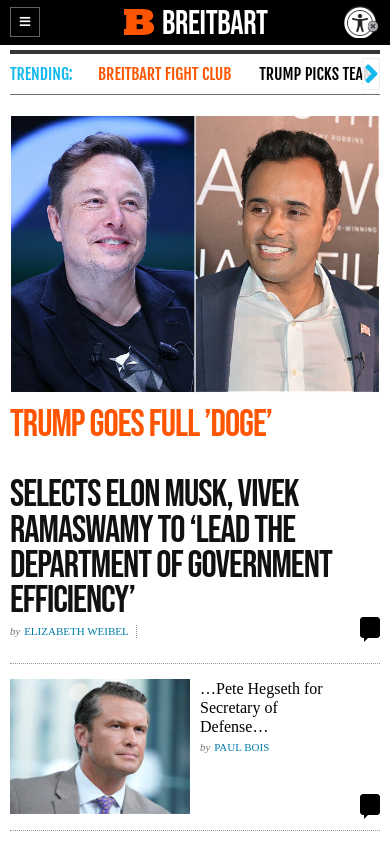 B BREITBART
TRENDING:
BREITBART FIGHT CLUB
TRUMP PICKS TEA
TRUMP GOES FULL ’DOGE’
SELECTS ELON MUSK, VIVEK
RAMASWAMY TO ‘LEAD THE
DEPARTMENT OF GOVERNMENT
EFFICIENCY’
by ELIZABETH WEIBEL
…Pete Hegseth for
Secretary of
Defense…
by PAUL BOIS